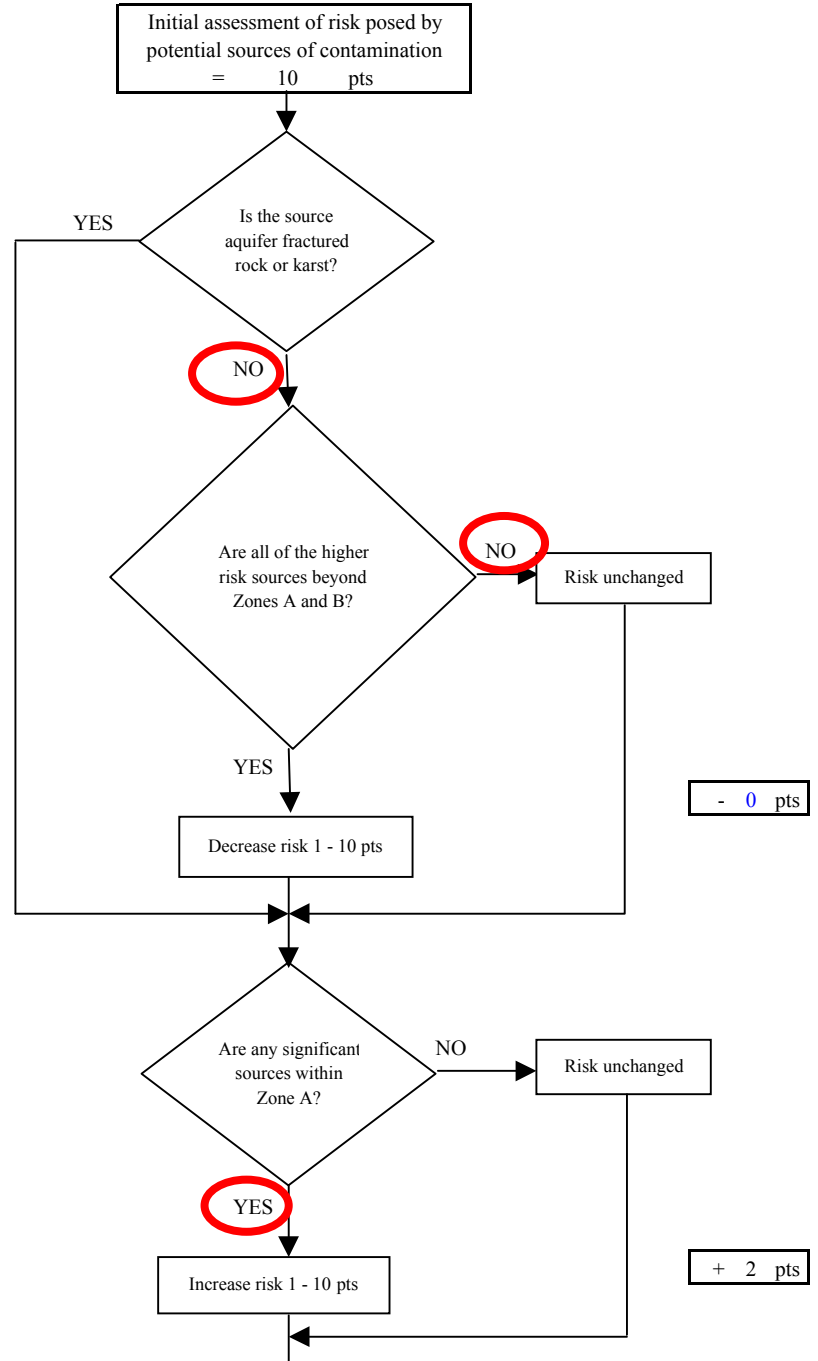 Initial assessment of risk posed by
potential sources of contamination
= 10 pts
YES
Is the source
aquifer fractured
rock or karst?
NO
Are all of the higher
risk sources beyond
Zones A and B?
NO
Risk unchanged
YES
- 0 pts
Decrease risk 1 - 10 pts
Are any significant
sources within
Zone A?
NO
Risk unchanged
YES
+ 2 pts
Increase risk 1 - 10 pts